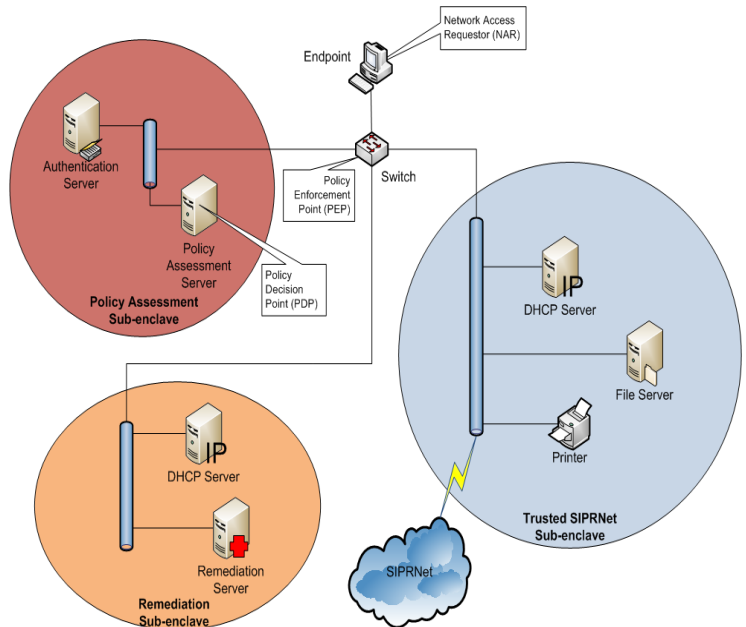 Network Access
Requestor (NAR)
Endpoint
Authentication
Server
Policy
Enforcement
Point (PEP)
Switch
Policy
Assessment
Server
Policy
Decision
Point (PDP)
Policy Assessment
Sub-enclave
IP
DHCP Server
File Server
Printer
Trusted SIPRNet
Sub-enclave
SIPRNet
IP
DHCP Server
Remediation
Server
Remediation
Sub-enclave